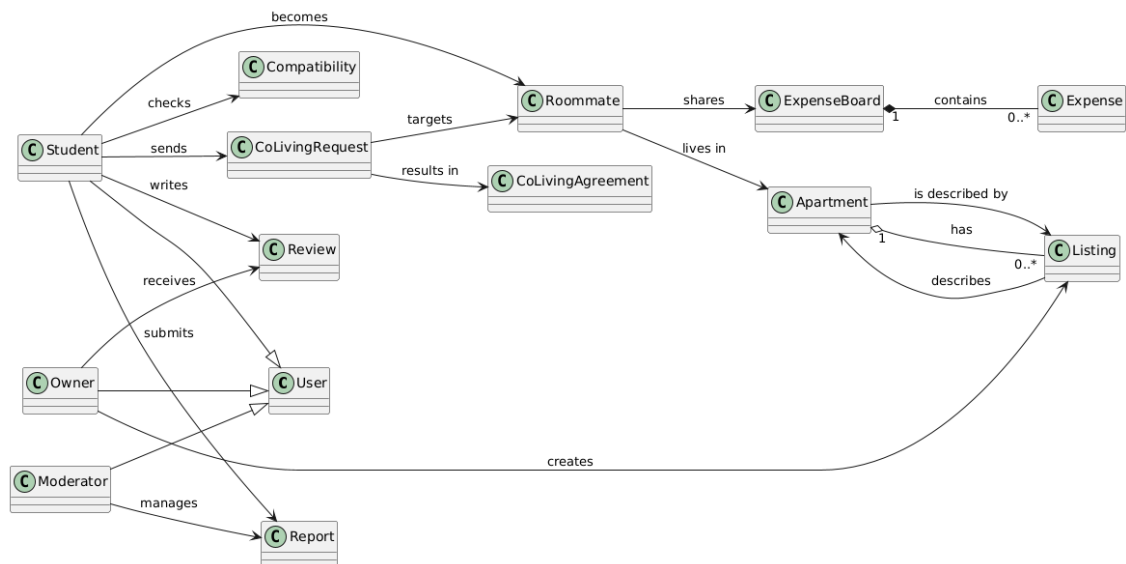 becomes
C Compatibility
checks
C Roommate
shares
C ExpenseBoard
1
contains
0..*
C Expense
C Student
sends
C CoLivingRequest
targets
results in
C CoLivingAgreement
lives in
C Apartment
1
is described by
has
0..*
C Listing
describes
writes
C Review
receives
submits
C Owner
C User
creates
C Moderator
manages
C Report